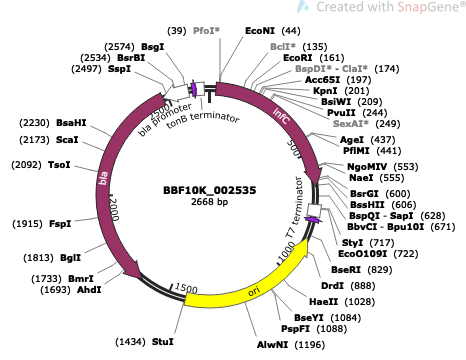 Created with SnapGene®
(39) PfoI*
EcoNI (44)
BclI* (135)
EcoRI (161)
BspDI* - ClaI* (174)
Acc65I (197)
KpnI (201)
BsiWI (209)
PvuII (244)
SexAI* (249)
AgeI (437)
PflMI (441)
NgoMIV (553)
NaeI (555)
BsrGI (600)
BssHII (606)
BspQI - SapI (628)
BbvCI - Bpu10I (671)
StyI (717)
EcoO109I (722)
BseRI (829)
DrdI (888)
HaeII (1028)
BseYI (1084)
PspFI (1088)
AlwNI (1196)
(1434) StuI
(1693) AhdI
(1733) BmrI
(1813) BglI
(1915) FspI
(2092) TsoI
(2173) ScaI
(2230) BsaHI
(2497) SspI
(2534) BsrBI
(2574) BsgI
bla promoter
tonB terminator
infC
T7 terminator
ori
bla
500
1000
1500
2000
2500
BBF10K_002535
2668 bp